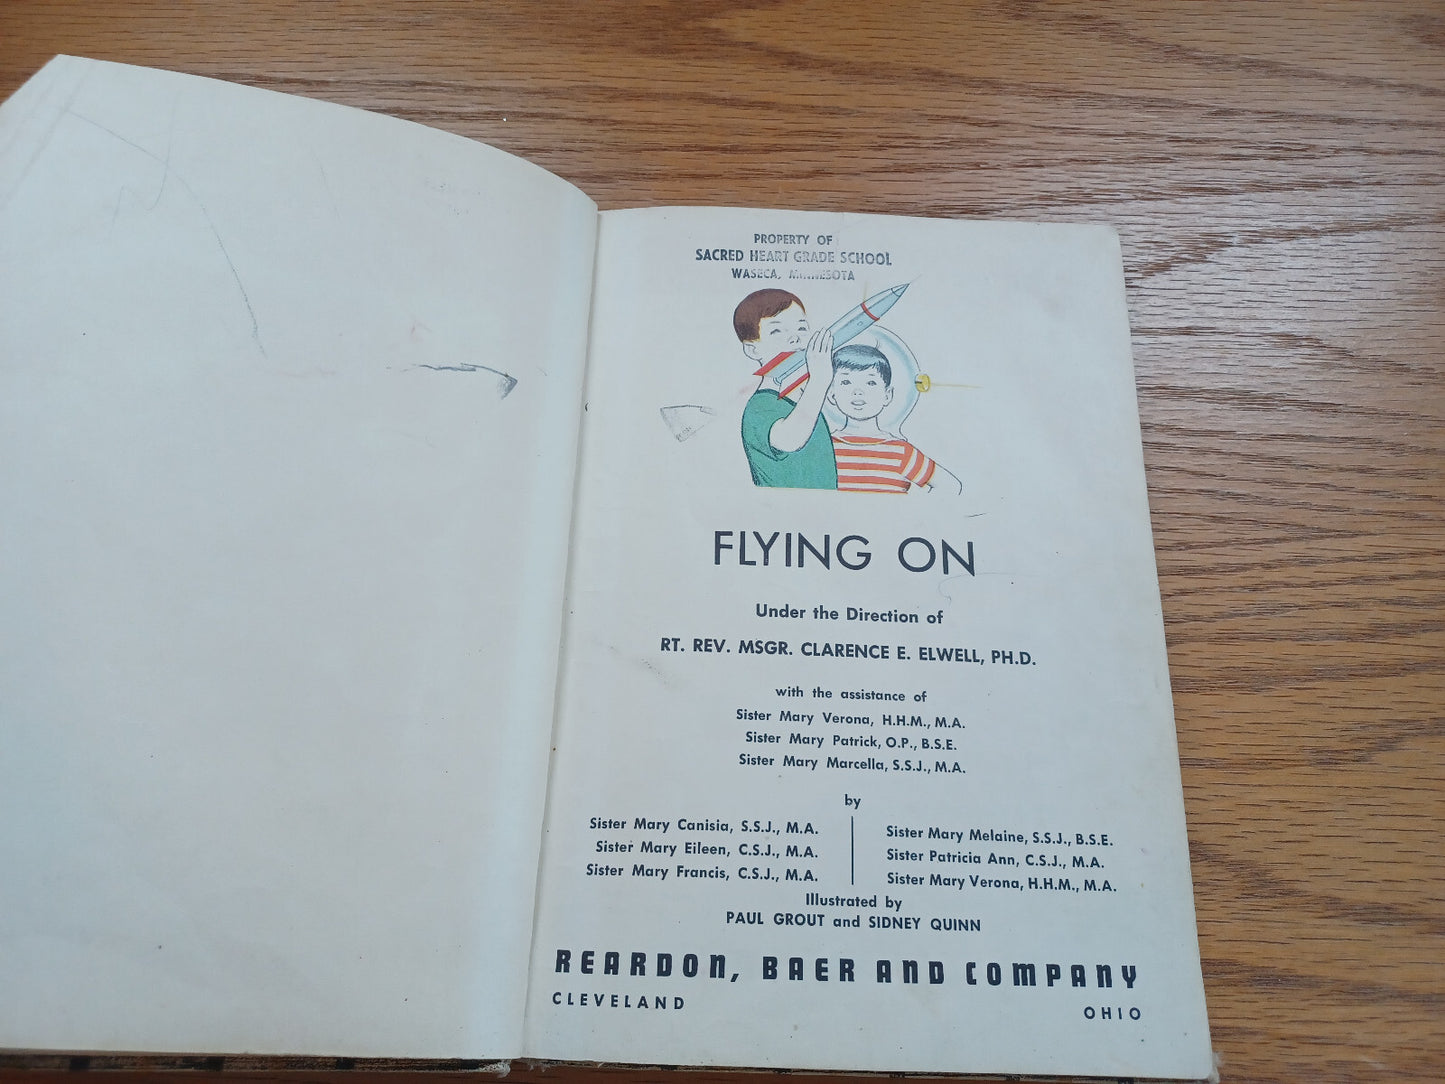 PROPERTY OF
SACRED HEART GRADE SCHOOL
WASECA, MINNESOTA
FLYING ON
Under the Direction of
RT. REV. MSGR. CLARENCE E. ELWELL, PH.D.
with the assistance of
Sister Mary Verona, H.H.M., M.A.
Sister Mary Patrick, O.P., B.S.E.
Sister Mary Marcella, S.S.J., M.A.
by
Sister Mary Canisia, S.S.J., M.A.
Sister Mary Eileen, C.S.J., M.A.
Sister Mary Francis, C.S.J., M.A.
Sister Mary Melaine, S.S.J., B.S.E.
Sister Patricia Ann, C.S.J., M.A.
Sister Mary Verona, H.H.M., M.A.
Illustrated by
PAUL GROUT and SIDNEY QUINN
REARDON, BAER AND COMPANY
CLEVELAND OHIO